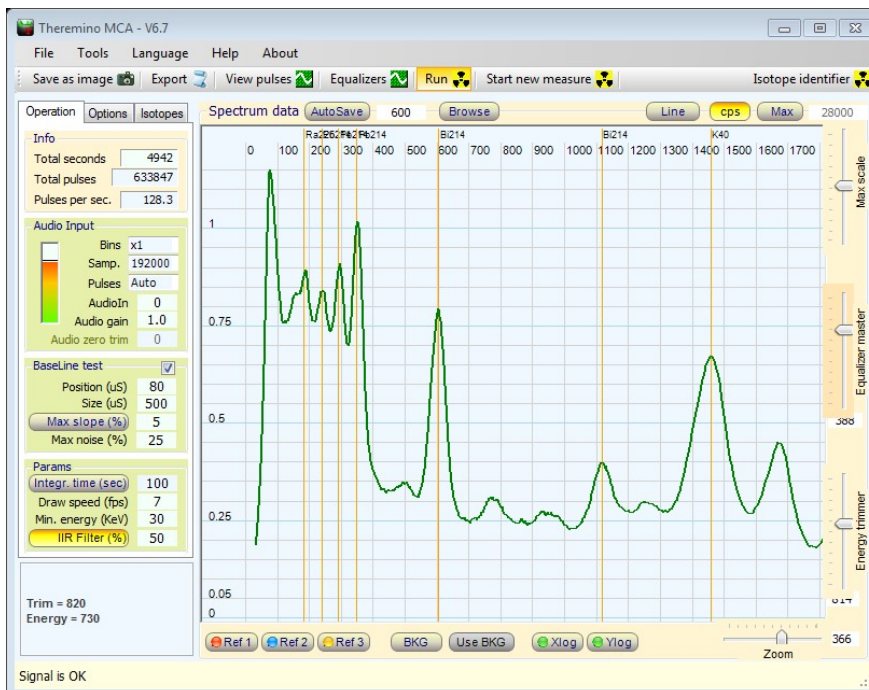 Theremino MCA - V6.7
File Tools Language Help About
Save as image Export View pulses Equalizers Run Start new measure Isotope identifier
Operation Options Isotopes
Info
Total seconds 4942
Total pulses 633847
Pulses per sec. 128.3
Audio Input
Bins x1
Samp. 192000
Pulses Auto
AudioIn 0
Audio gain 1.0
Audio zero trim 0
BaseLine test
Position (uS) 80
Size (uS) 500
Max slope (%) 5
Max noise (%) 25
Params
Integr. time (sec) 100
Draw speed (fps) 7
Min. energy (KeV) 30
IIR Filter (%) 50
Trim = 820
Energy = 730
Spectrum data AutoSave 600 Browse Line cps Max 28000
Bi214 Bi214 K40
0 100 200 300 400 500 600 700 800 900 1000 1100 1200 1300 1400 1500 1600 1700
1
0.75
0.5
0.25
0.05
0
Max scale
Equalizer master
388
Energy trimmer
614
Ref 1 Ref 2 Ref 3 BKG Use BKG Xlog Ylog
Zoom
366
Signal is OK